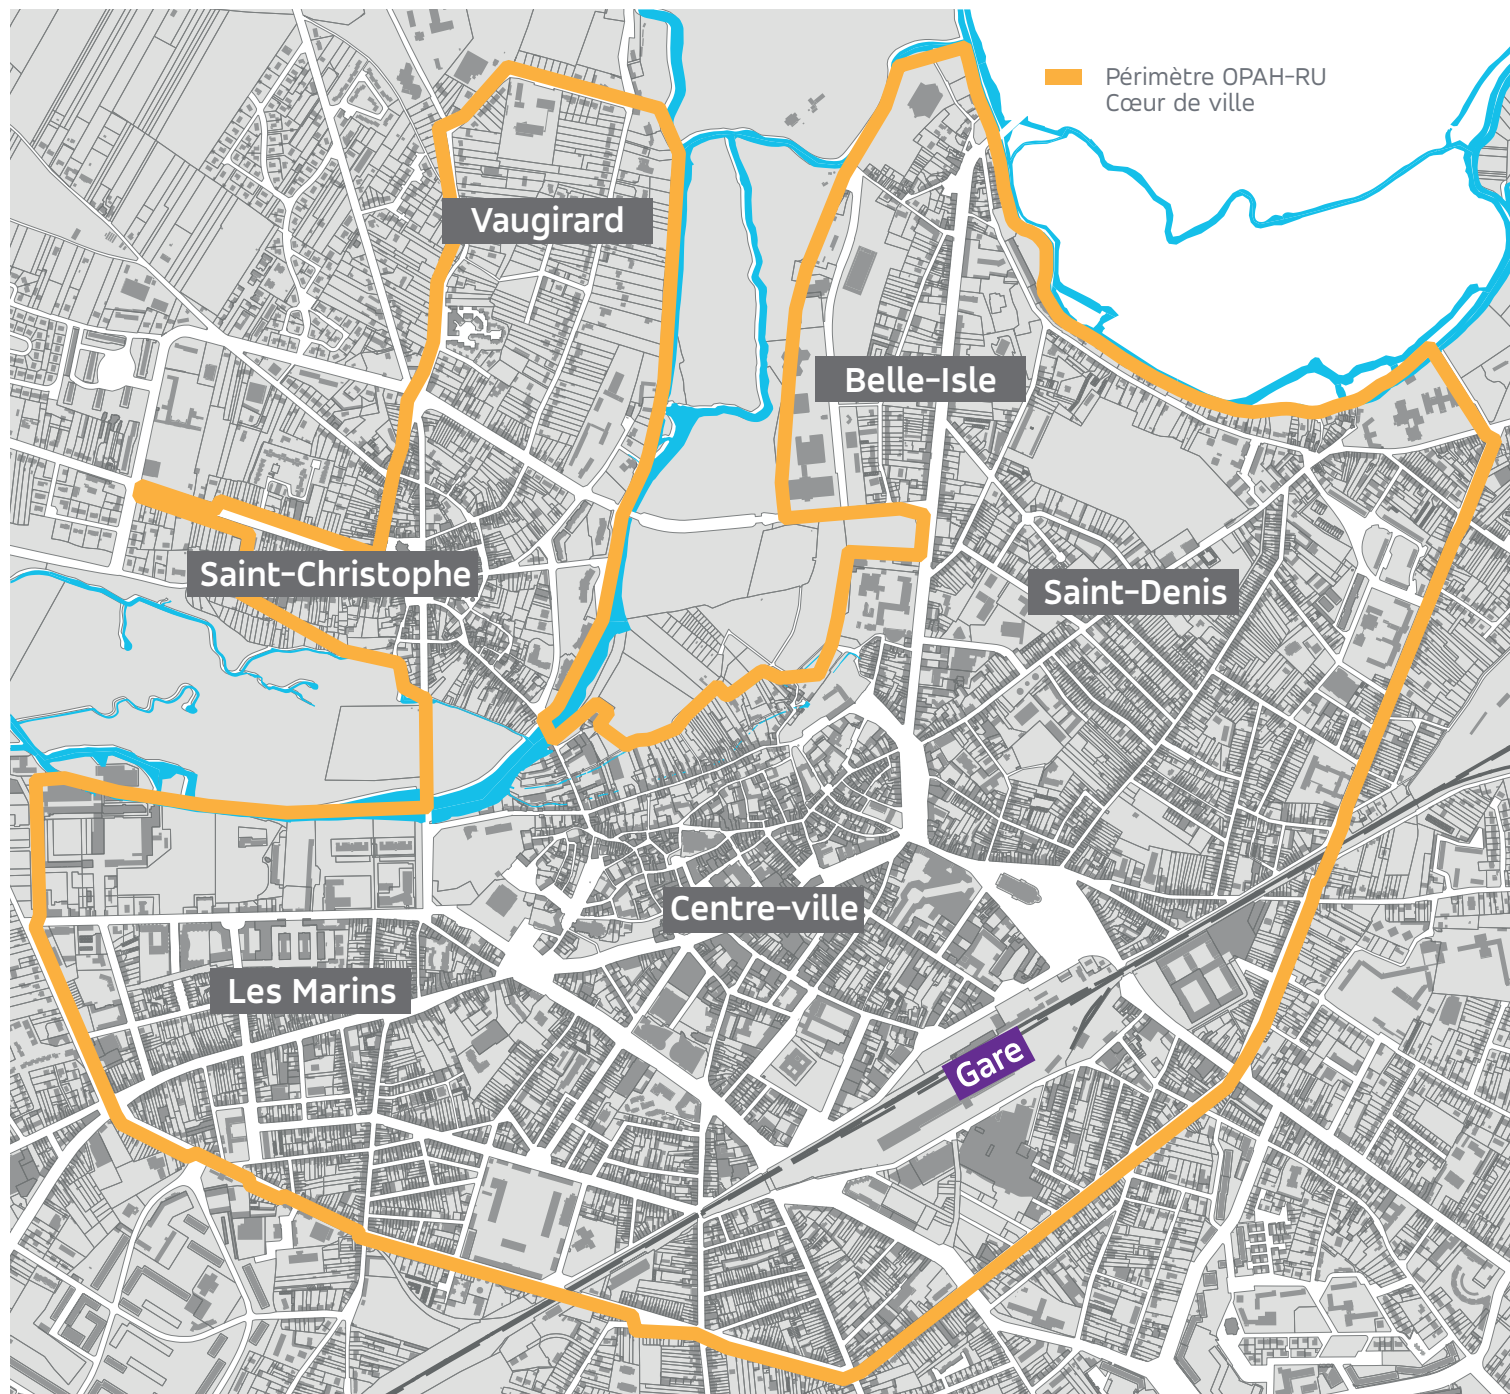 Périmètre OPAH-RU
Cœur de ville
Vaugirard
Belle-Isle
Saint-Christophe
Saint-Denis
Centre-ville
Les Marins
Gare